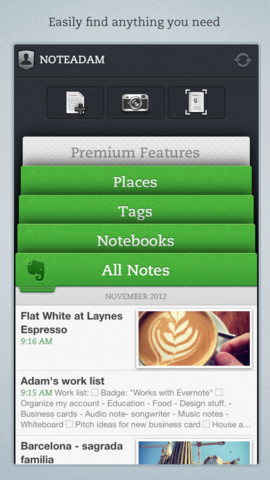 Easily find anything you need
NOTEADAM
Premium Features
Places
Tags
Notebooks
All Notes
NOVEMBER 2012
Flat White at Laynes
Espresso
9:16 AM
Adam's work list
9:15 AM Work list: ☐ Badge: "Works with Evernote" ☐
Organize my account - Education - Food - Design stuff. -
Business cards - Audio note- songwriter - Music notes -
Whiteboard ☐ Pitch ideas for new business card ☐ House a...
Barcelona - sagrada
familia